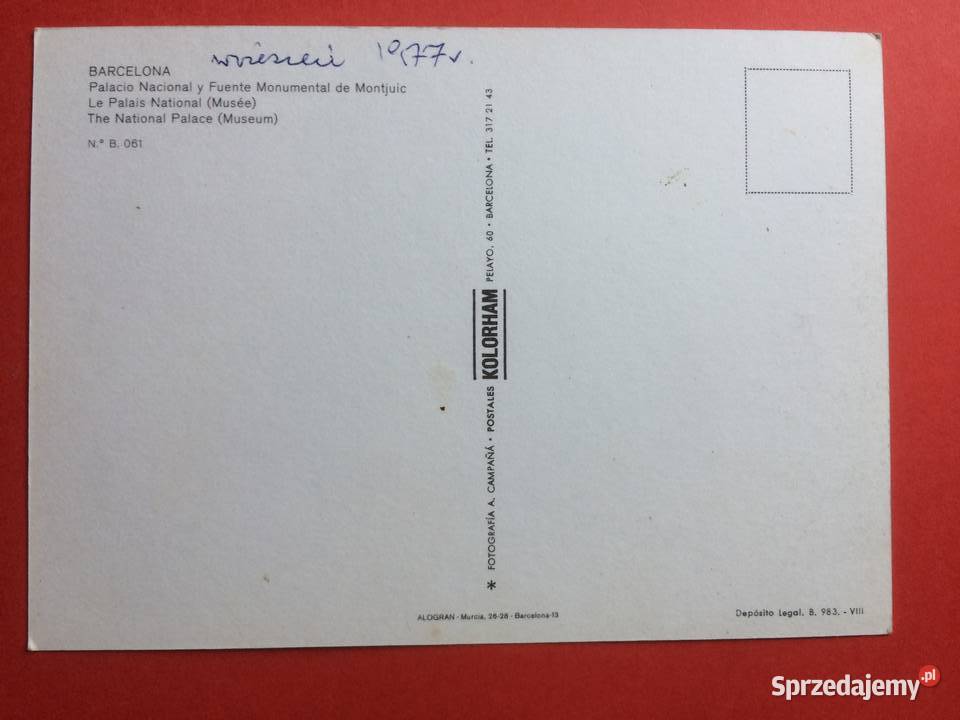 wrzesień 1977r.
BARCELONA
Palacio Nacional y Fuente Monumental de Montjuic
Le Palais National (Musée)
The National Palace (Museum)
N.° B. 061
* FOTOGRAFÍA A. CAMPAÑÁ • POSTALES KOLORHAM PELAYO, 60 • BARCELONA • TEL. 317 21 43
ALOGRAN - Murcia, 26-28 - Barcelona-13
Depósito Legal. B. 983. - VIII
Sprzedajemy.pl